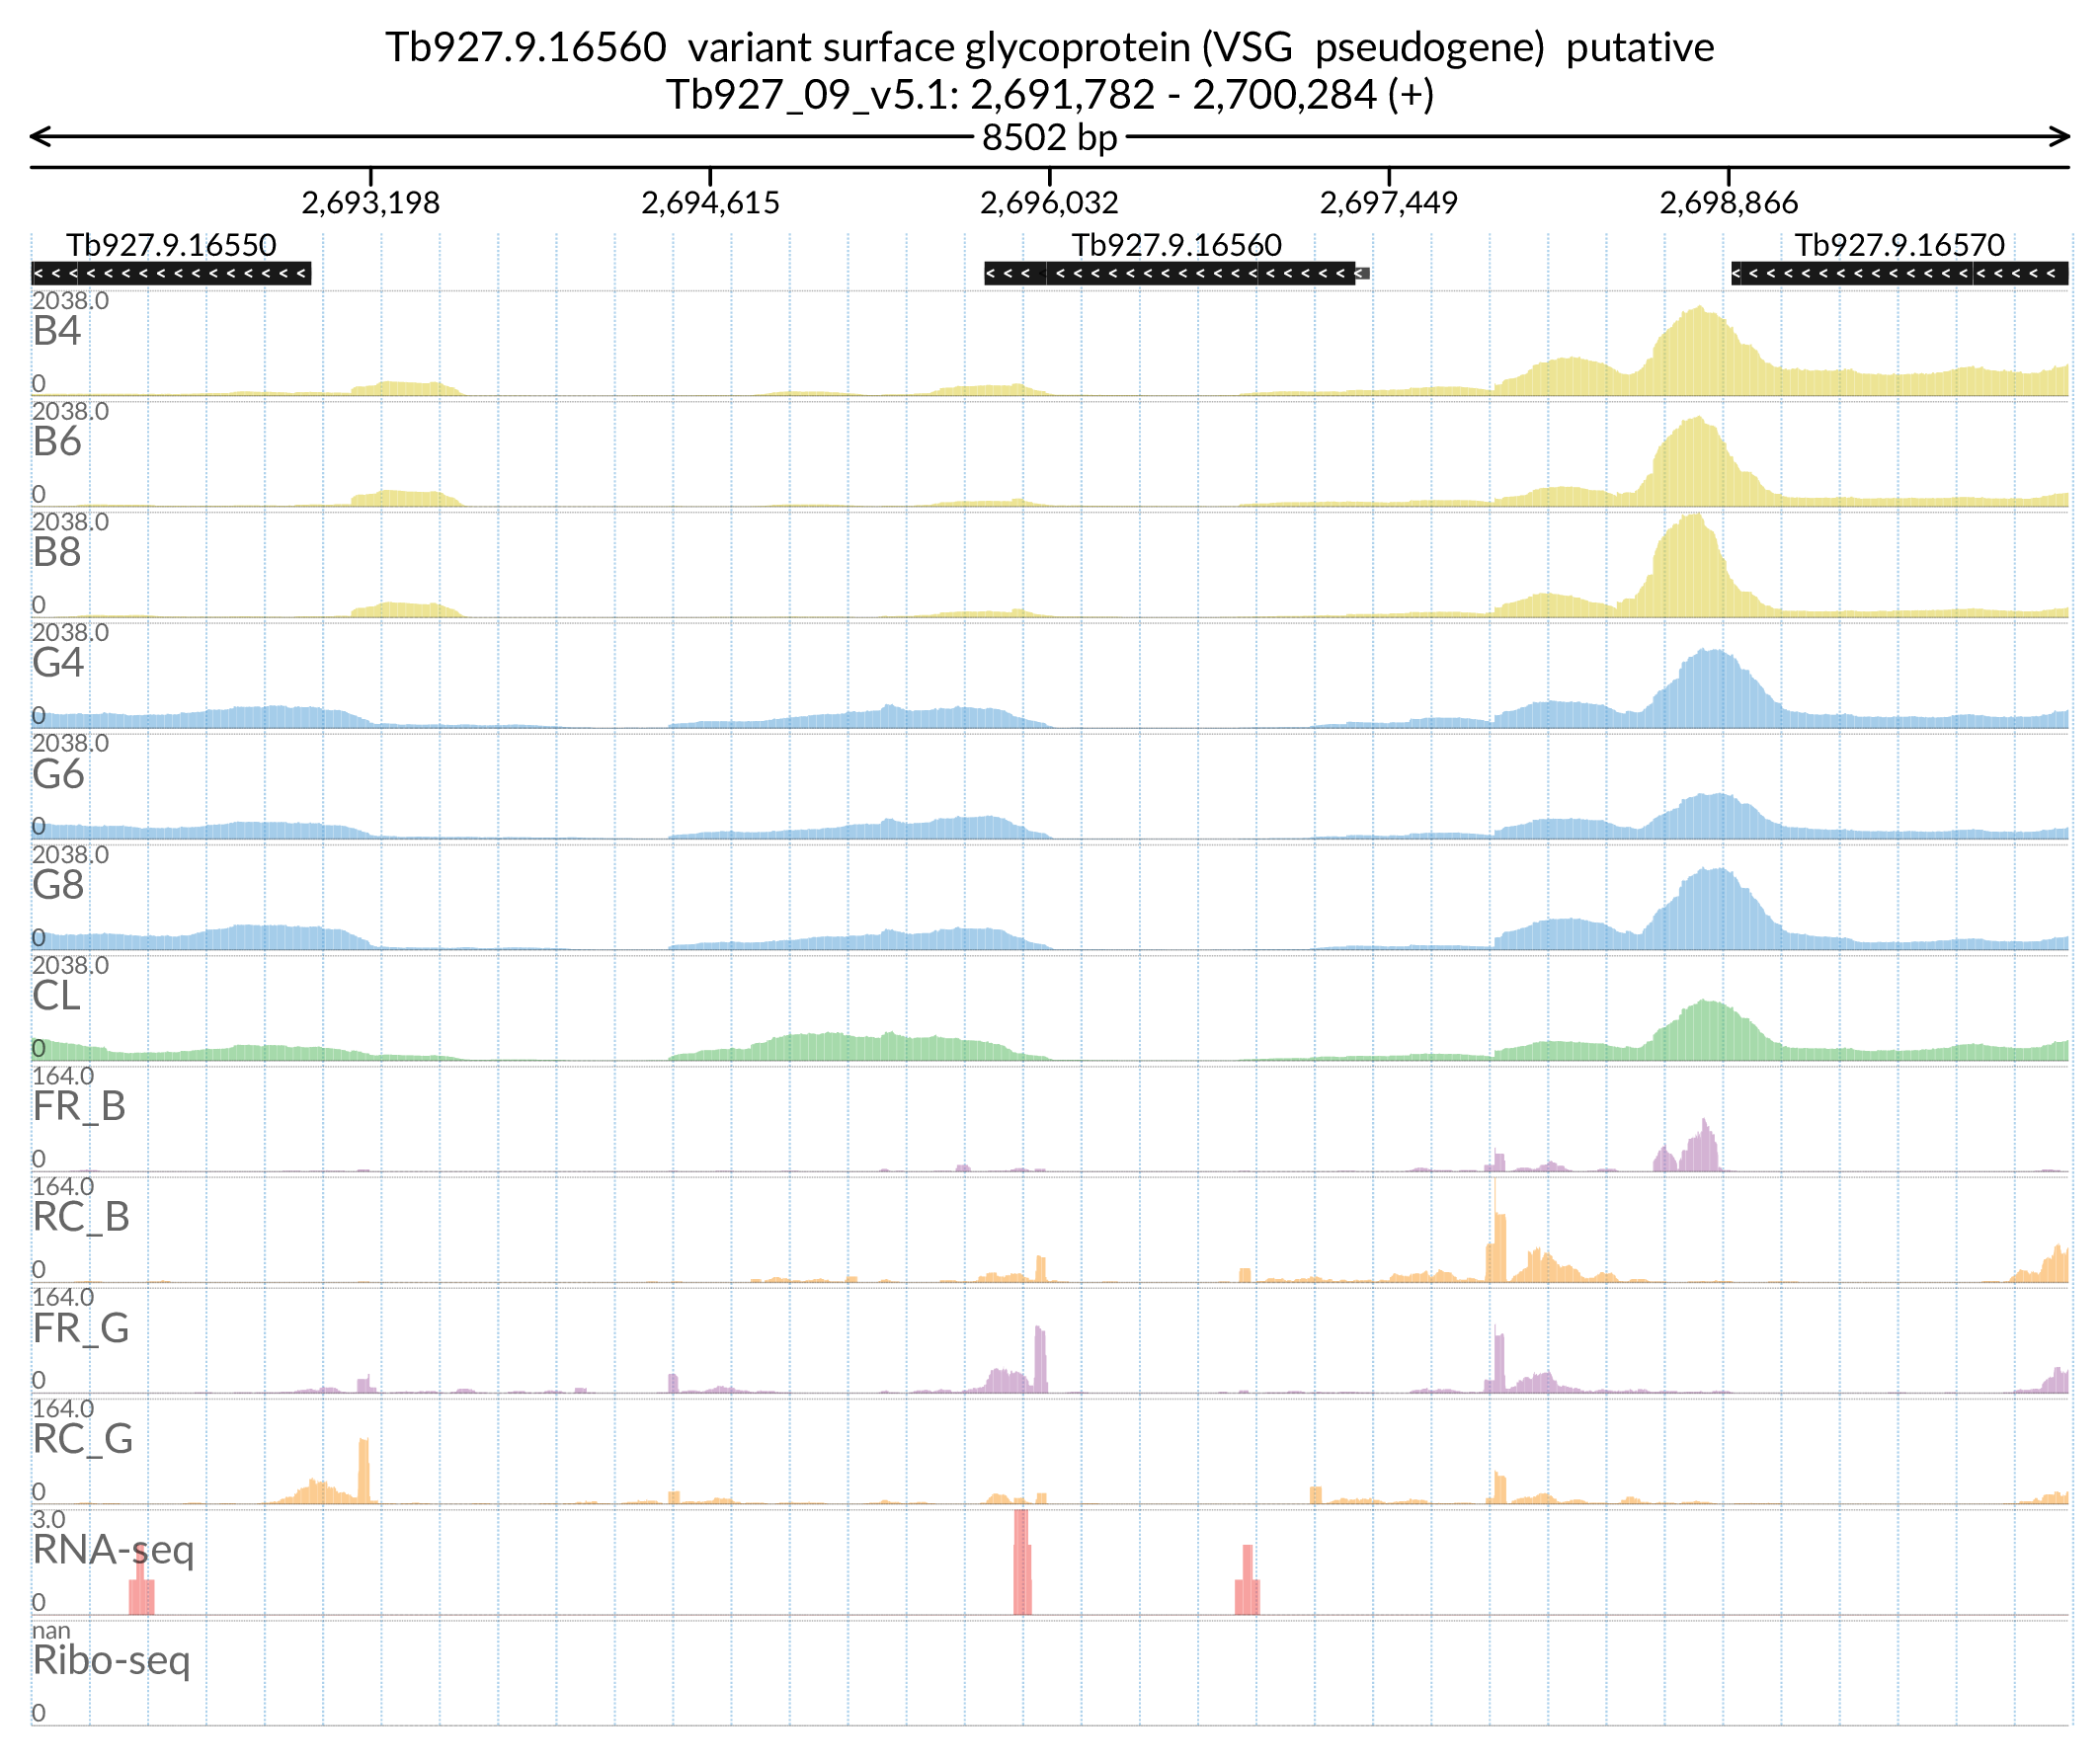 Tb927.9.16560 variant surface glycoprotein (VSG pseudogene) putative
Tb927_09_v5.1: 2,691,782 - 2,700,284 (+)
8502 bp
2,693,198 2,694,615 2,696,032 2,697,449 2,698,866
Tb927.9.16550 Tb927.9.16560 Tb927.9.16570
2038.0
B4
0
2038.0
B6
0
2038.0
B8
0
2038.0
G4
0
2038.0
G6
0
2038.0
G8
0
2038.0
CL
0
164.0
FR_B
0
164.0
RC_B
0
164.0
FR_G
0
164.0
RC_G
0
3.0
RNA-seq
0
nan
Ribo-seq
0